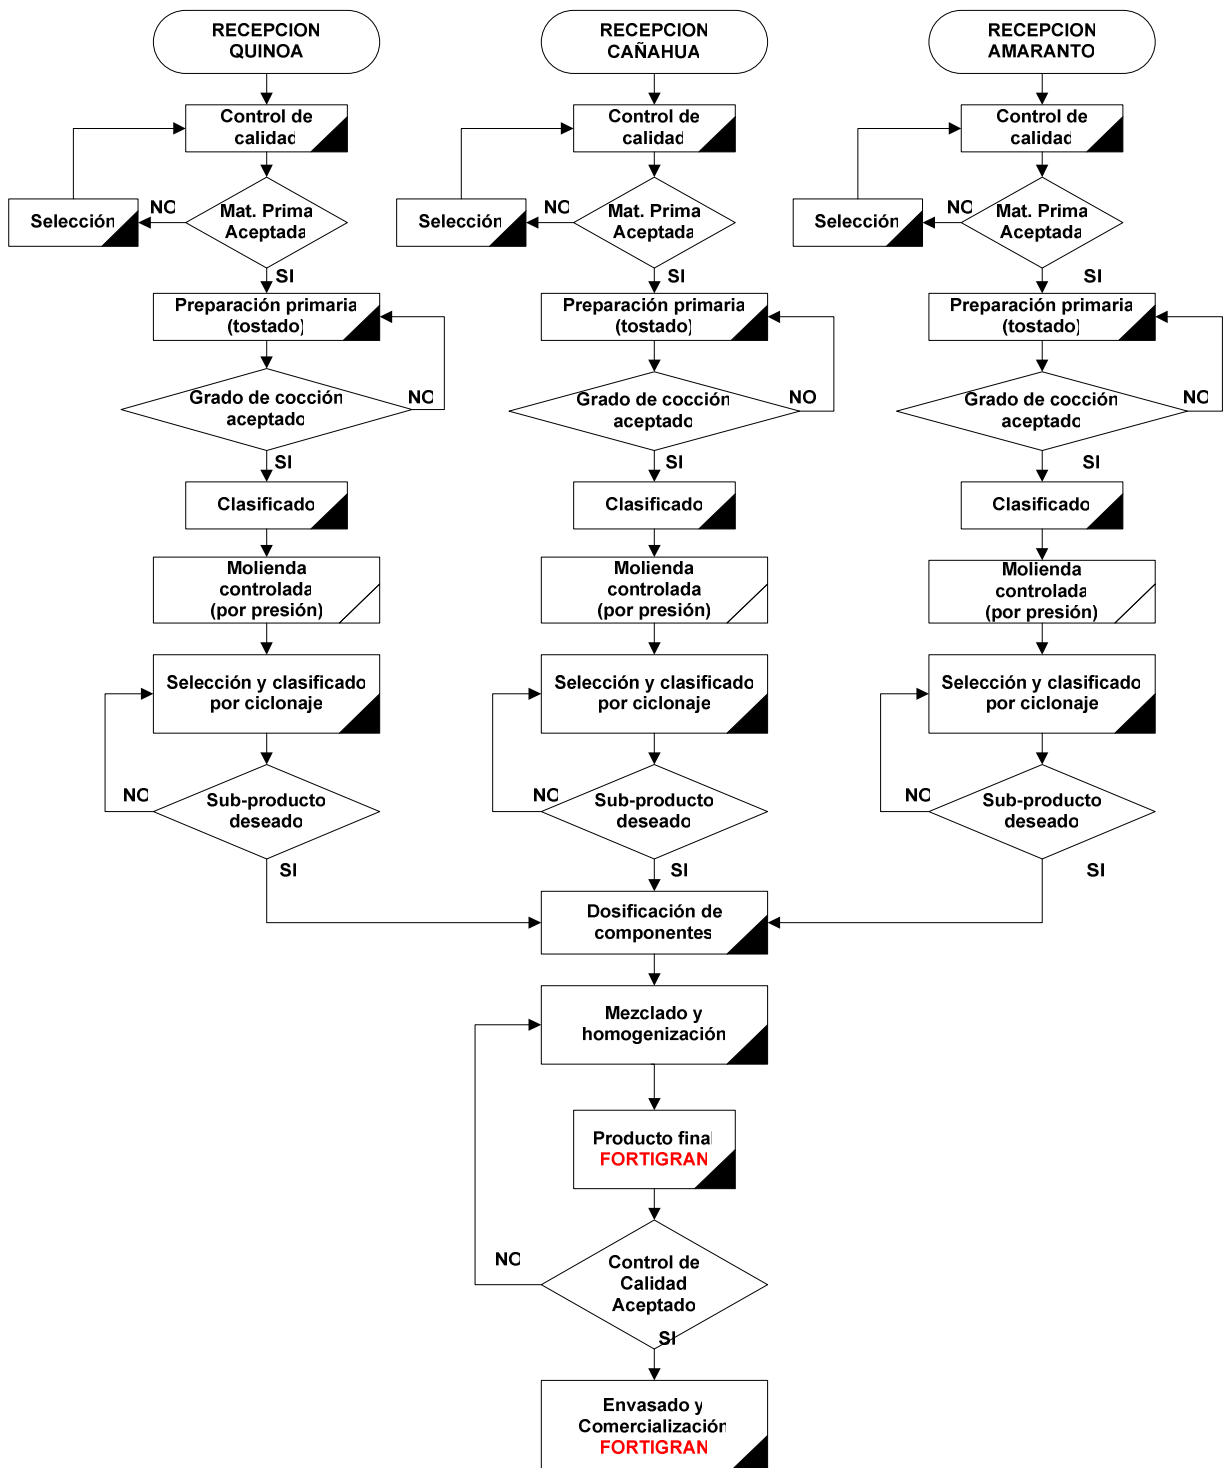 RECEPCION
QUINOA
RECEPCION
CAÑAHUA
RECEPCION
AMARANTO
Control de
calidad
Control de
calidad
Control de
calidad
Selección
NO
Mat. Prima
Aceptada
Selección
NO
Mat. Prima
Aceptada
Selección
NO
Mat. Prima
Aceptada
SI
SI
SI
Preparación primaria
(tostado)
Preparación primaria
(tostado)
Preparación primaria
(tostado)
Grado de cocción
aceptado
NO
Grado de cocción
aceptado
NO
Grado de cocción
aceptado
NO
SI
SI
SI
Clasificado
Clasificado
Clasificado
Molienda
controlada
(por presión)
Molienda
controlada
(por presión)
Molienda
controlada
(por presión)
Selección y clasificado
por ciclonaje
Selección y clasificado
por ciclonaje
Selección y clasificado
por ciclonaje
NO
Sub-producto
deseado
NO
Sub-producto
deseado
NO
Sub-producto
deseado
SI
SI
SI
Dosificación de
componentes
Mezclado y
homogenización
Producto final
FORTIGRAN
NO
Control de
Calidad
Aceptado
SI
Envasado y
Comercialización
FORTIGRAN